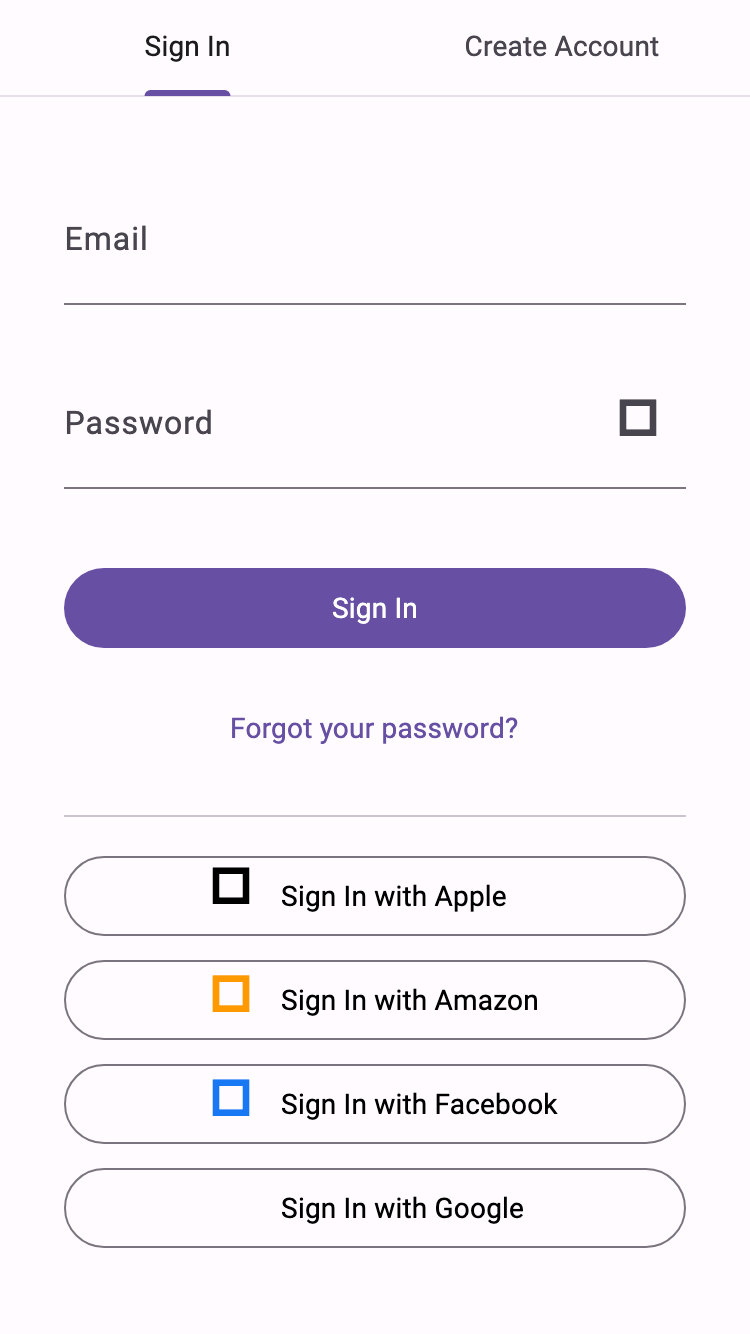 Sign In
Create Account
Email
Password
Sign In
Forgot your password?
Sign In with Apple
Sign In with Amazon
Sign In with Facebook
Sign In with Google